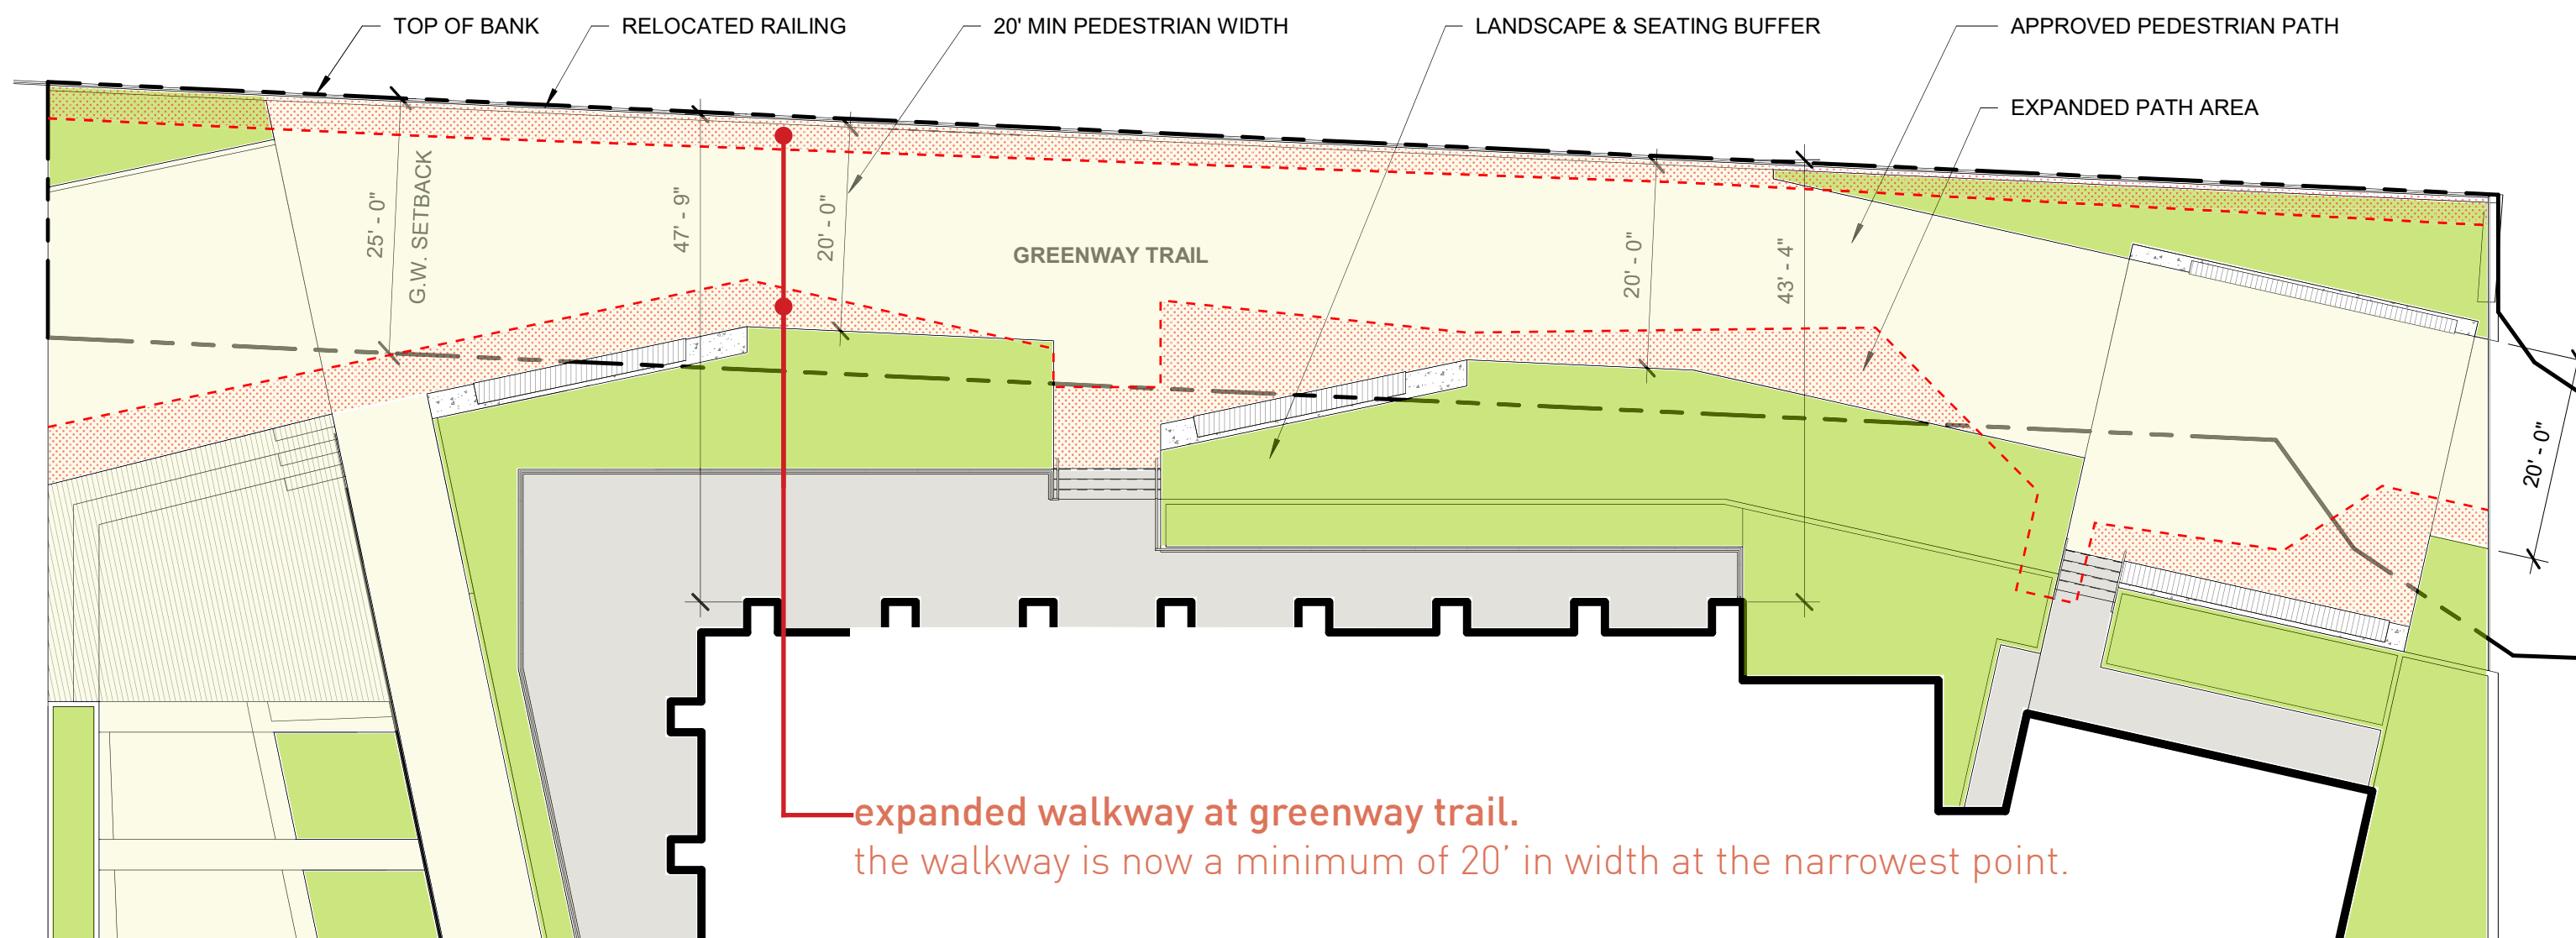 TOP OF BANK
RELOCATED RAILING
20' MIN PEDESTRIAN WIDTH
LANDSCAPE & SEATING BUFFER
APPROVED PEDESTRIAN PATH
EXPANDED PATH AREA
25' - 0"
G.W. SETBACK
47' - 9"
20' - 0"
GREENWAY TRAIL
20' - 0"
43' - 4"
20' - 0"
expanded walkway at greenway trail.
the walkway is now a minimum of 20’ in width at the narrowest point.